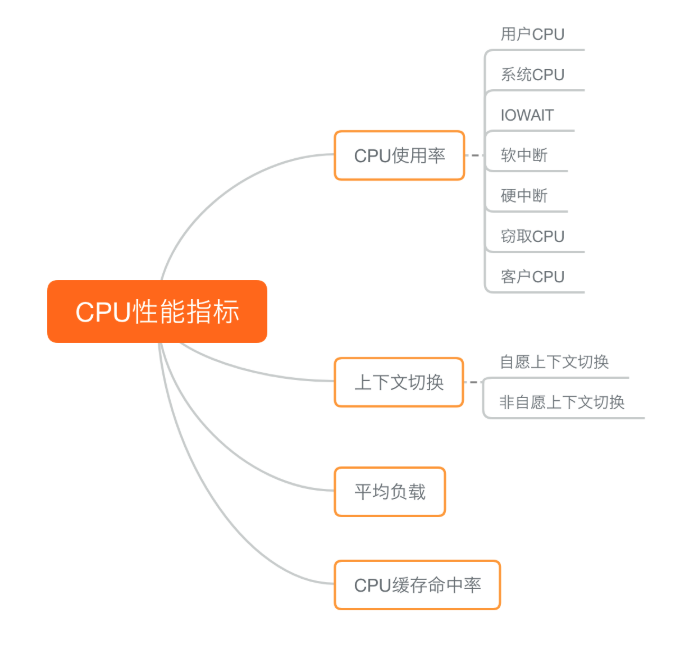 CPU性能指标
CPU使用率
用户CPU
系统CPU
IOWAIT
软中断
硬中断
窃取CPU
客户CPU
上下文切换
自愿上下文切换
非自愿上下文切换
平均负载
CPU缓存命中率